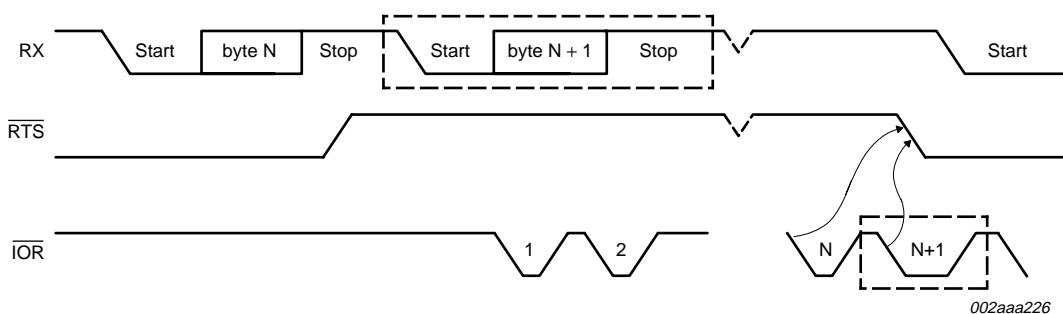 RX Start byte N Stop Start byte N + 1 Stop Start
RTS
IOR 1 2 N N+1
002aaa226